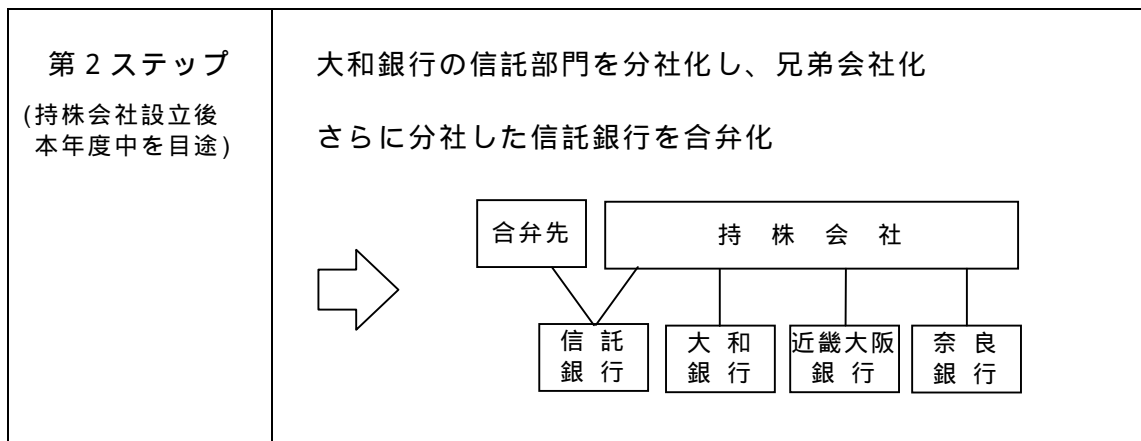 第2ステップ
(持株会社設立後
本年度中を目途)
大和銀行の信託部門を分社化し、兄弟会社化
さらに分社した信託銀行を合弁化
合弁先
持株会社
信託
銀行
大和
銀行
近畿大阪
銀行
奈良
銀行